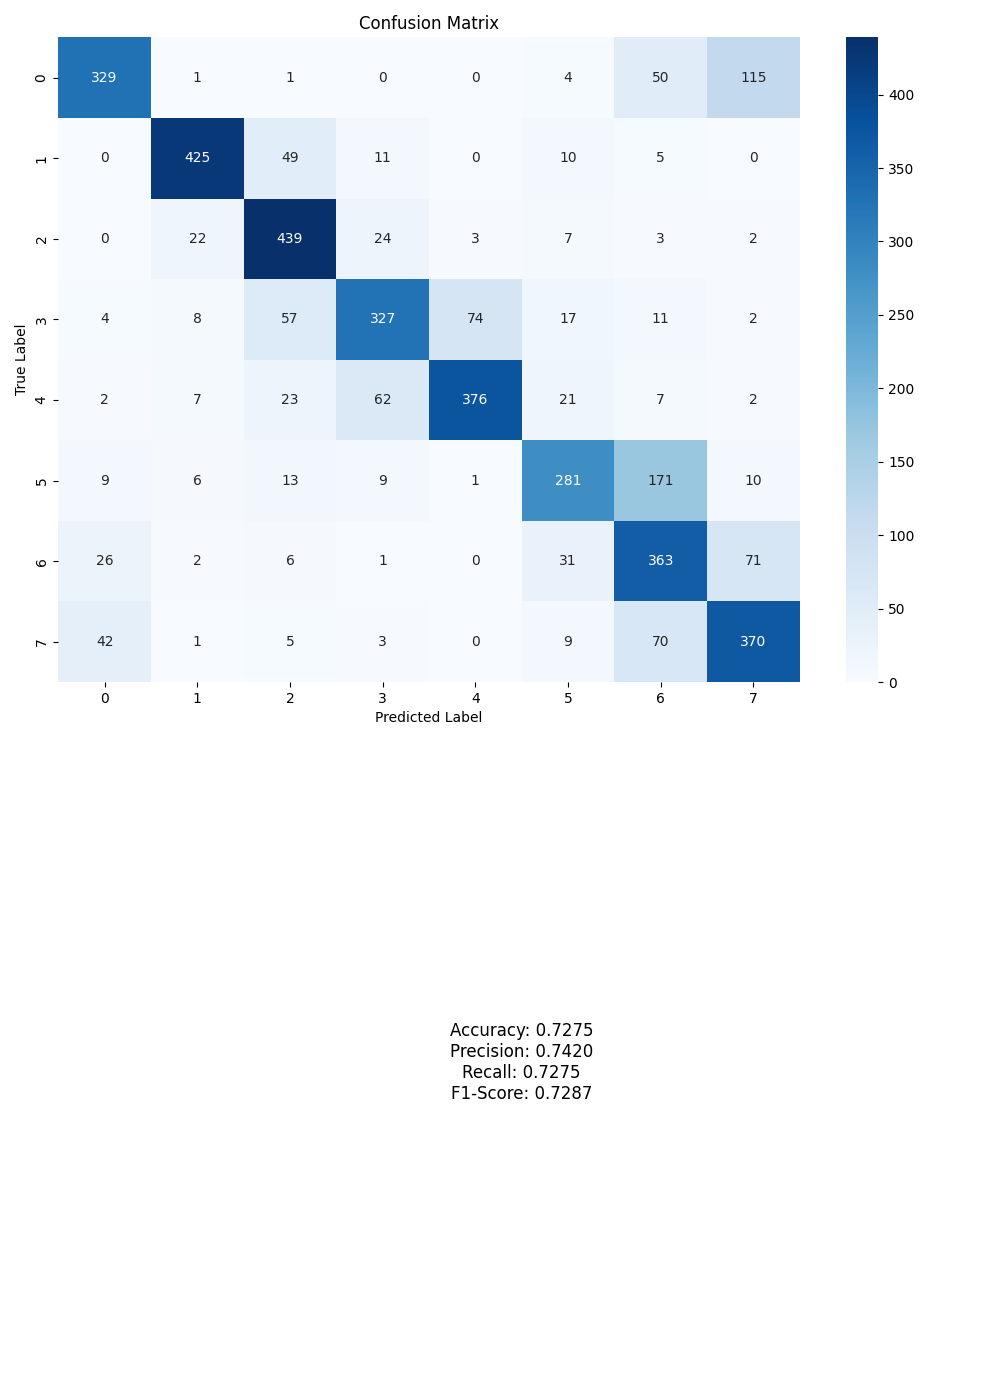 Confusion Matrix
0 329 1 1 0 0 4 50 115
1 0 425 49 11 0 10 5 0
2 0 22 439 24 3 7 3 2
3 4 8 57 327 74 17 11 2
4 2 7 23 62 376 21 7 2
5 9 6 13 9 1 281 171 10
6 26 2 6 1 0 31 363 71
7 42 1 5 3 0 9 70 370
True Label
0 1 2 3 4 5 6 7
Predicted Label
400
350
300
250
200
150
100
50
0
Accuracy: 0.7275
Precision: 0.7420
Recall: 0.7275
F1-Score: 0.7287